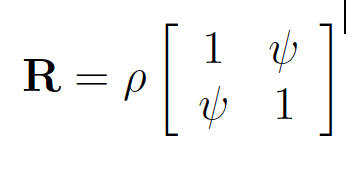 R = ρ [ 1 ψ
ψ 1 ]